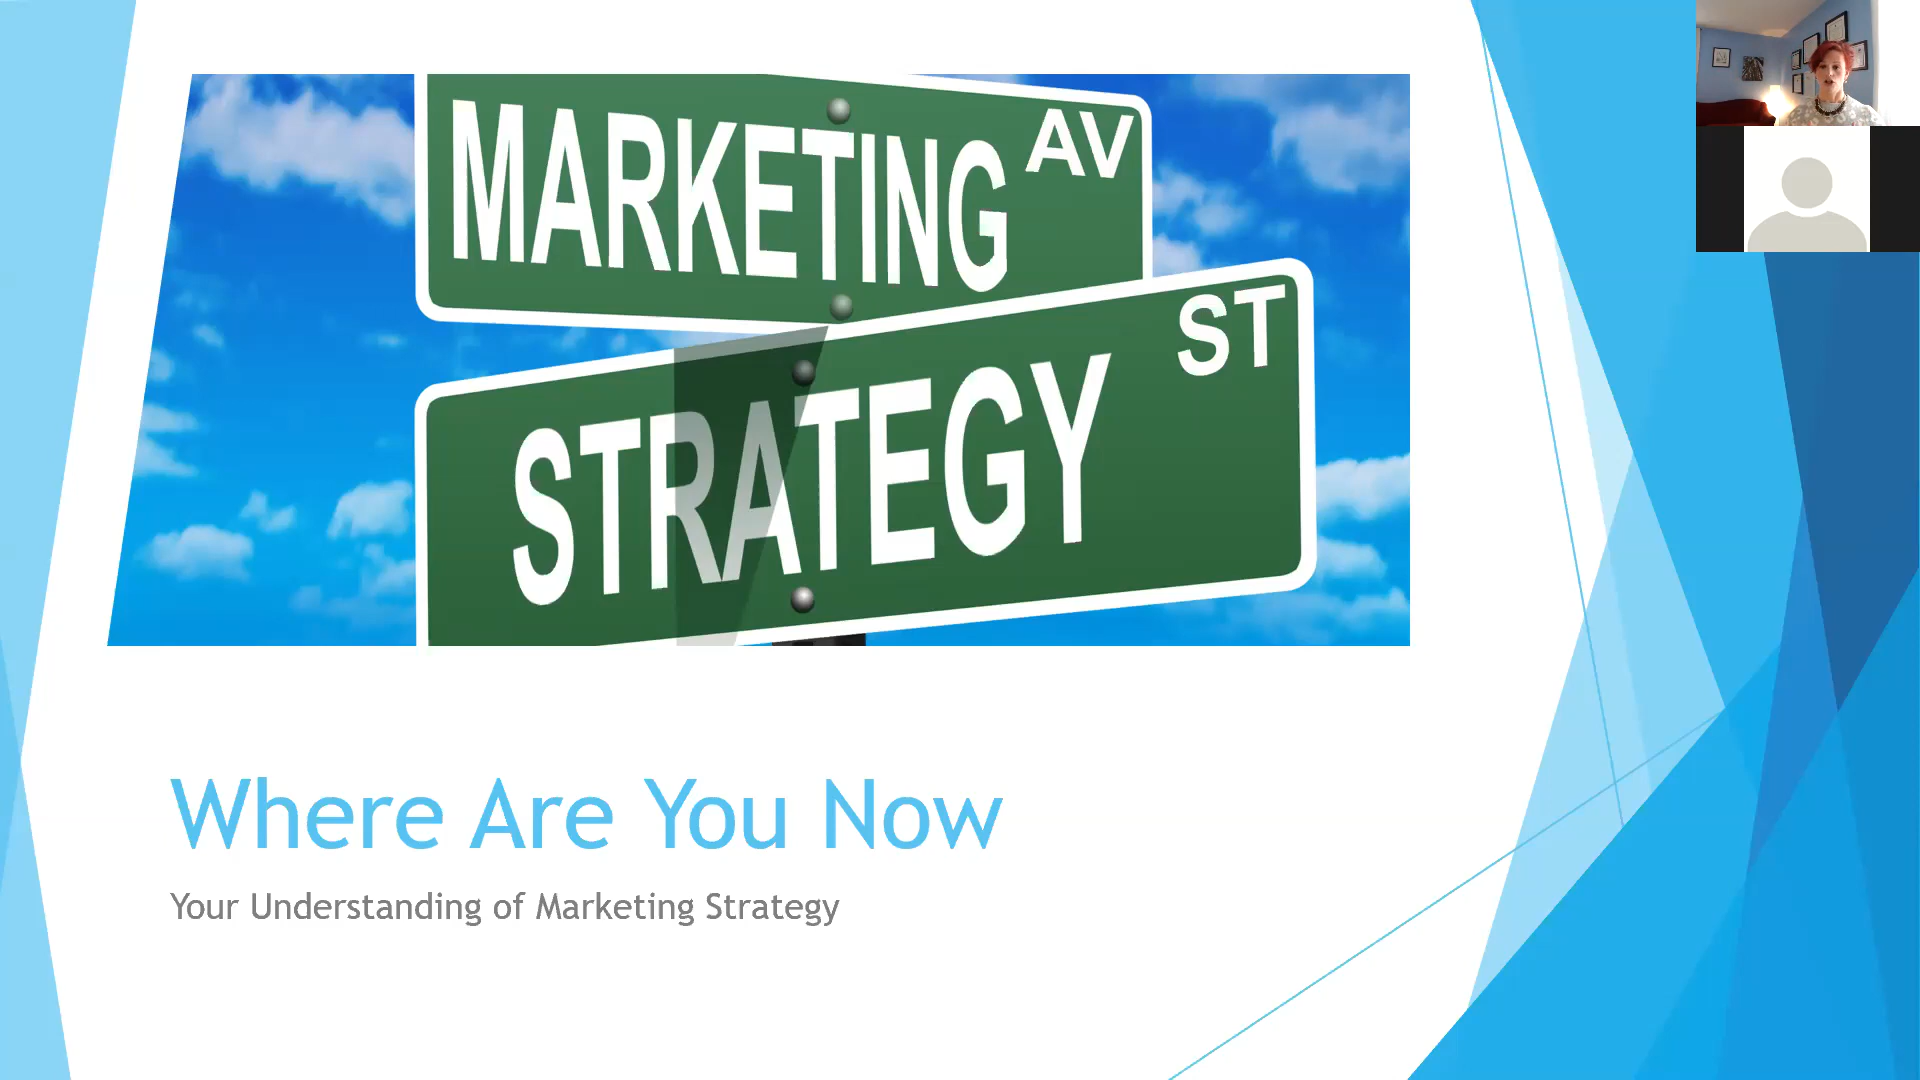 MARKETING AV
STRATEGY ST
Where Are You Now
Your Understanding of Marketing Strategy